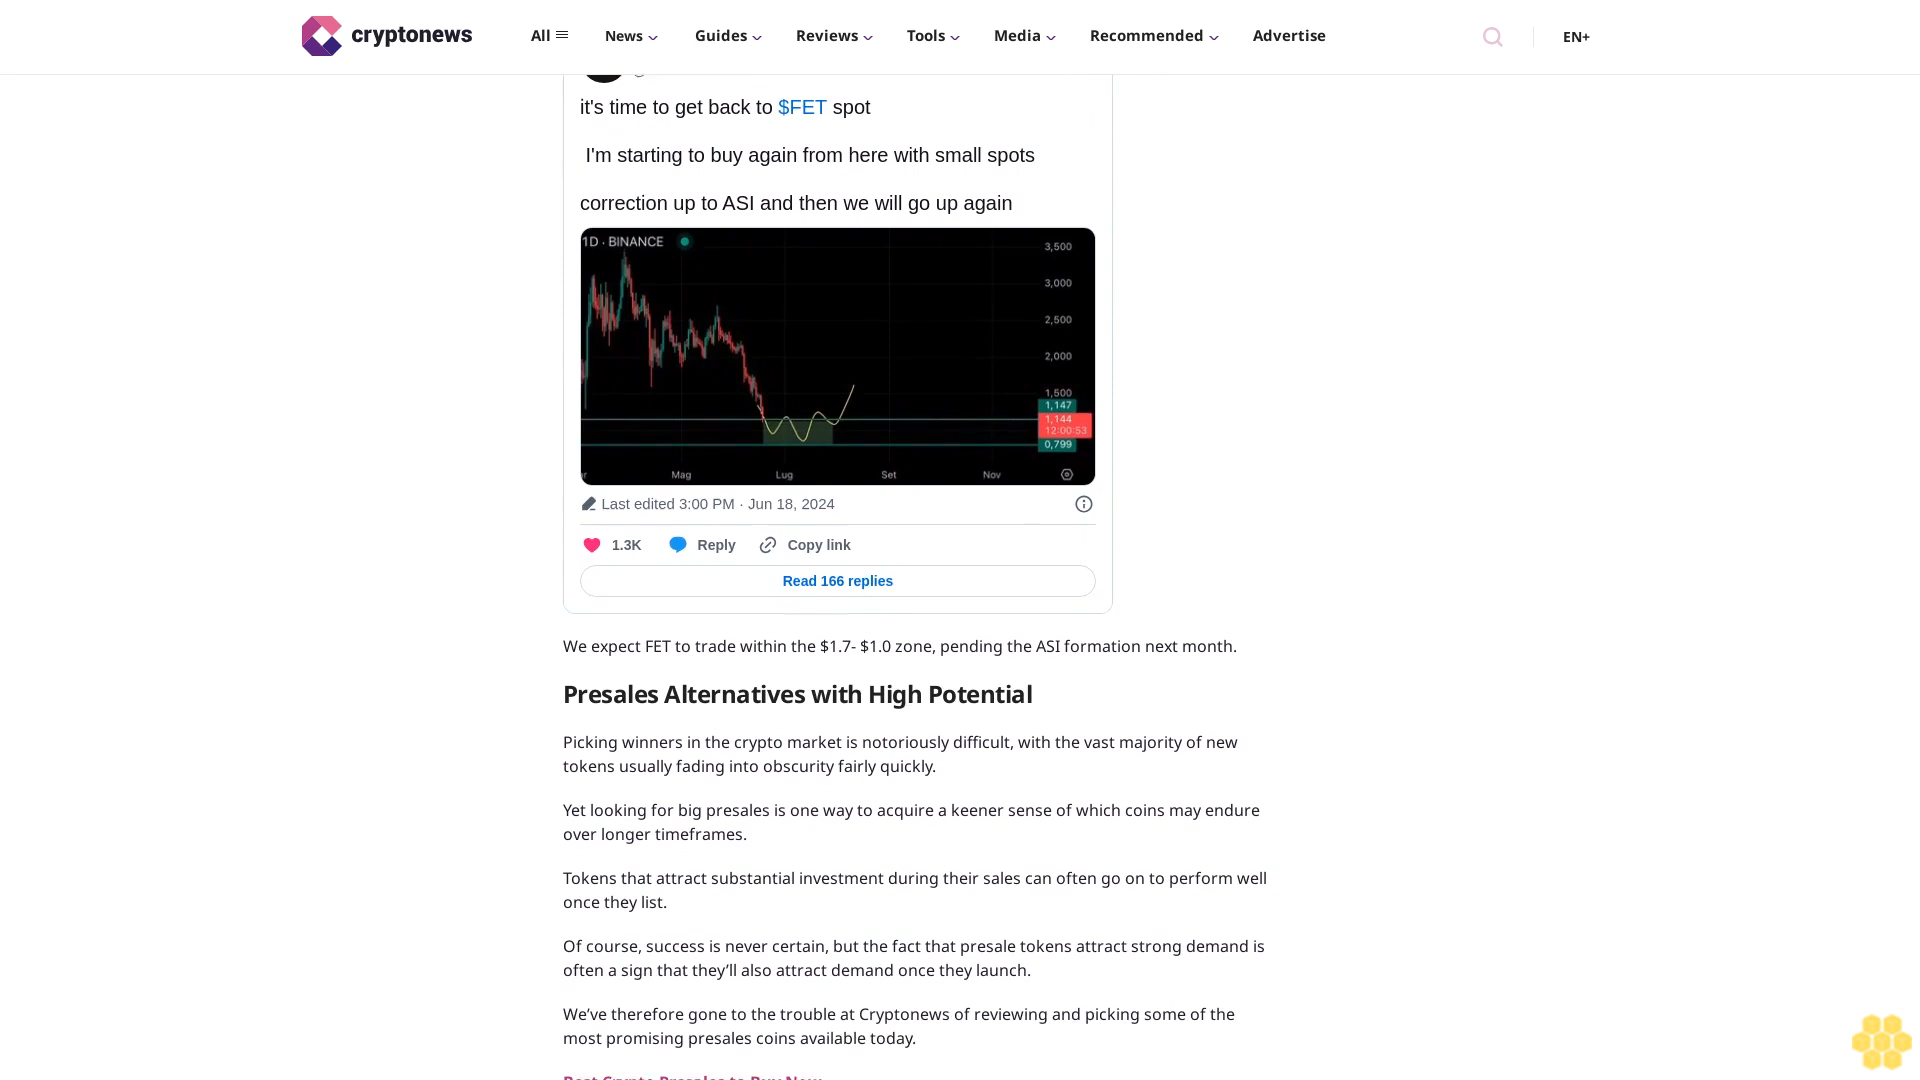 cryptonews
All
News
Guides
Reviews
Tools
Media
Recommended
Advertise
EN+
it's time to get back to $FET spot
I'm starting to buy again from here with small spots
correction up to ASI and then we will go up again
1D · BINANCE
3,500
3,000
2,500
2,000
1,500
1,147
1,144
12:00:53
0,799
Mag
Lug
Set
Nov
Last edited 3:00 PM · Jun 18, 2024
1.3K
Reply
Copy link
Read 166 replies
We expect FET to trade within the $1.7- $1.0 zone, pending the ASI formation next month.
Presales Alternatives with High Potential
Picking winners in the crypto market is notoriously difficult, with the vast majority of new
tokens usually fading into obscurity fairly quickly.
Yet looking for big presales is one way to acquire a keener sense of which coins may endure
over longer timeframes.
Tokens that attract substantial investment during their sales can often go on to perform well
once they list.
Of course, success is never certain, but the fact that presale tokens attract strong demand is
often a sign that they’ll also attract demand once they launch.
We’ve therefore gone to the trouble at Cryptonews of reviewing and picking some of the
most promising presales coins available today.
Best Crypto Presales to Buy Now